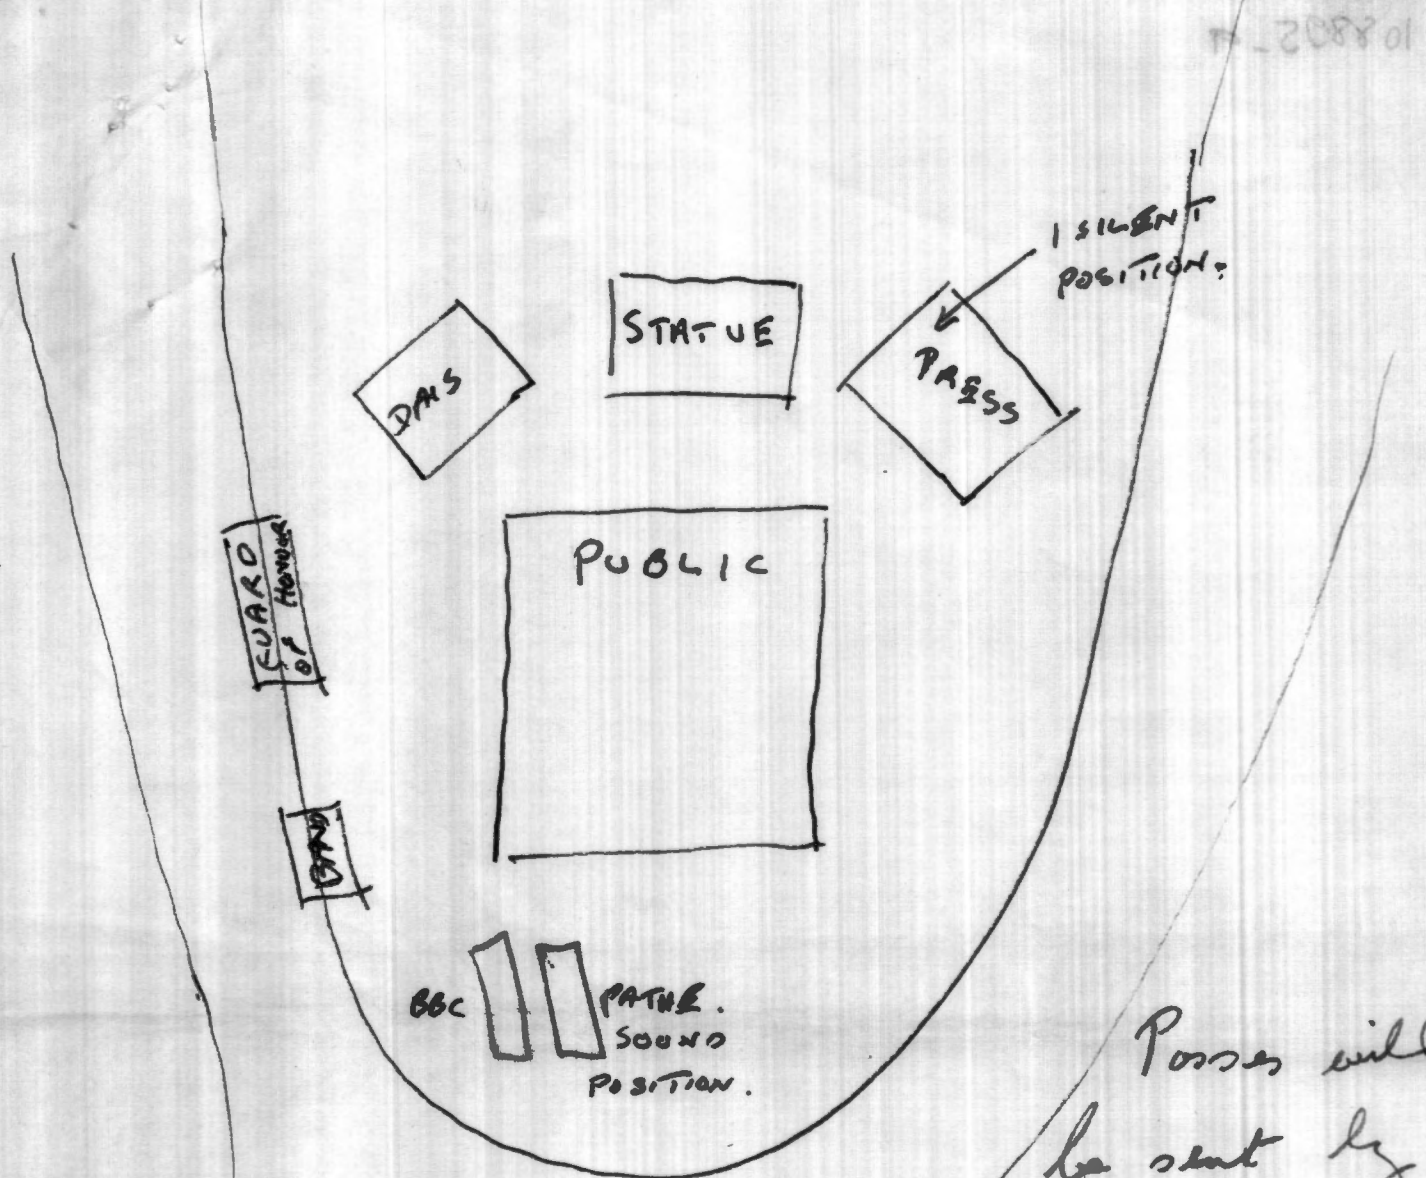 1 SILENT
POSITION.
STATUE
DAIS
PRESS
PUBLIC
GUARD
OF HONOUR
BAND
BBC
PATHE.
SOUND
POSITION.
Passes will
be sent by